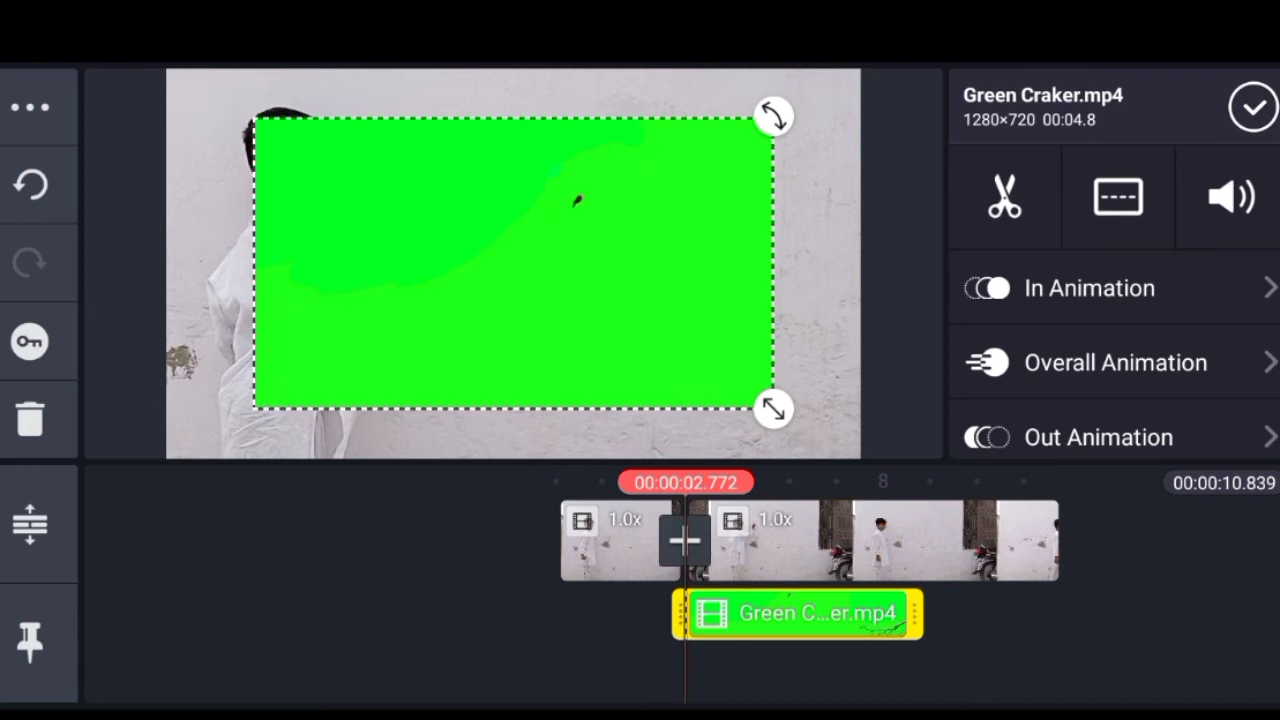 Green Craker.mp4
1280×720 00:04.8
In Animation
Overall Animation
Out Animation
00:00:02.772
8
00:00:10.839
1.0x
1.0x
Green C...er.mp4